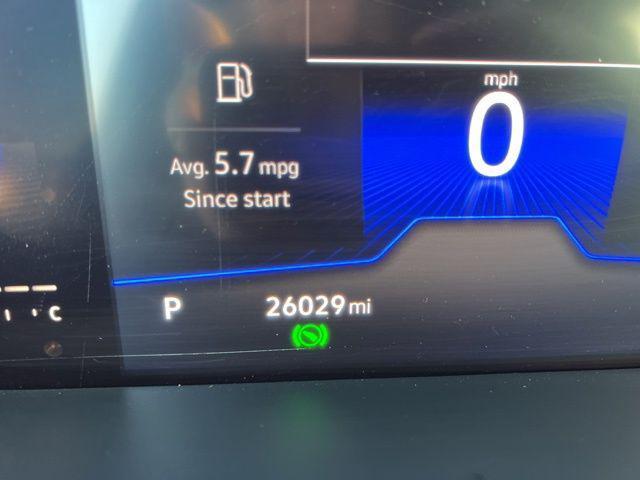 mph
0
Avg. 5.7 mpg
Since start
C
P
26029 mi